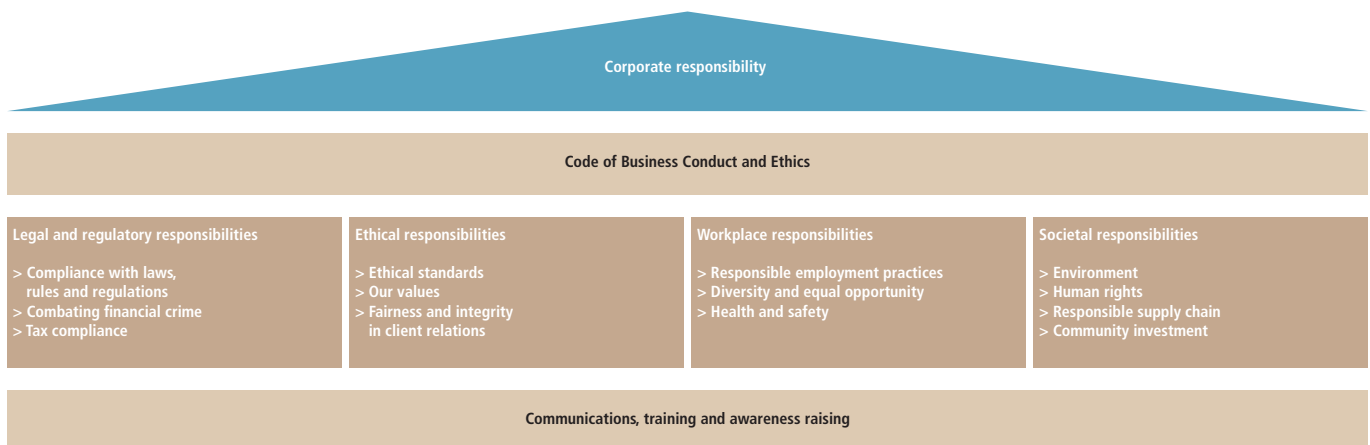 Corporate responsibility
Code of Business Conduct and Ethics
Legal and regulatory responsibilities
> Compliance with laws,
rules and regulations
> Combating financial crime
> Tax compliance
Ethical responsibilities
> Ethical standards
> Our values
> Fairness and integrity
in client relations
Workplace responsibilities
> Responsible employment practices
> Diversity and equal opportunity
> Health and safety
Societal responsibilities
> Environment
> Human rights
> Responsible supply chain
> Community investment
Communications, training and awareness raising